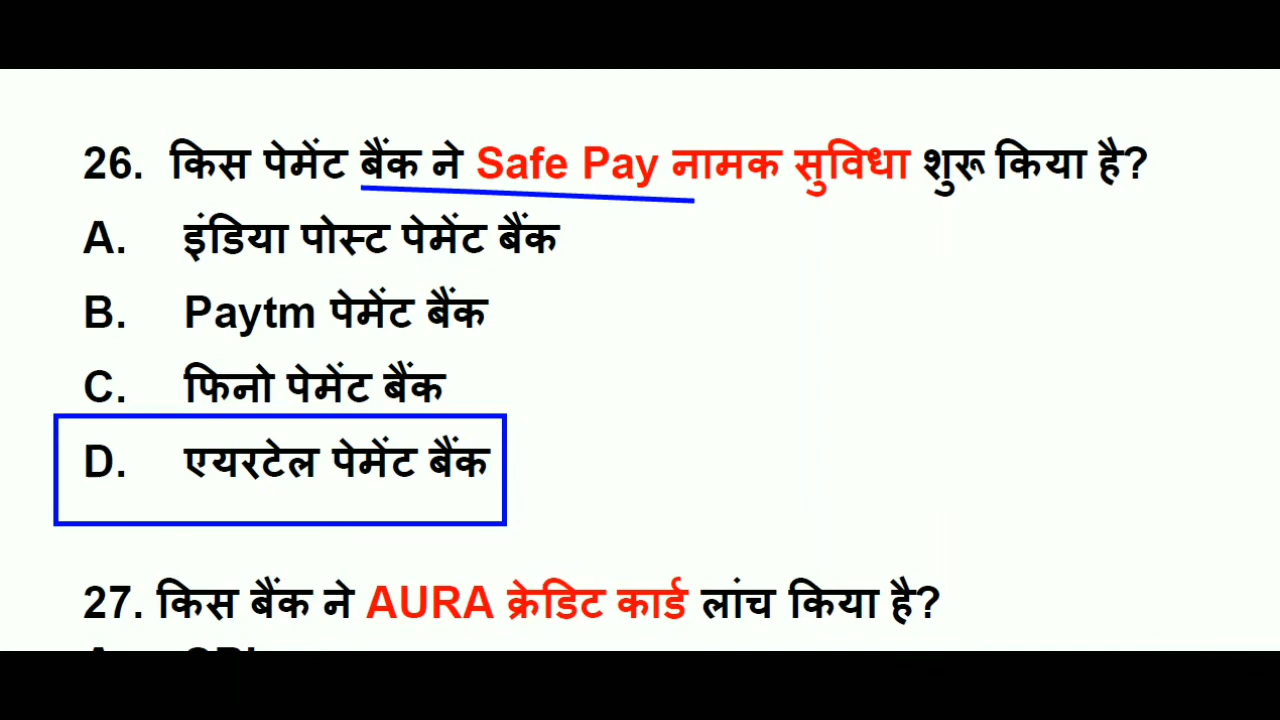 26. किस पेमेंट बैंक ने Safe Pay नामक सुविधा शुरू किया है?
A. इंडिया पोस्ट पेमेंट बैंक
B. Paytm पेमेंट बैंक
C. फिनो पेमेंट बैंक
D. एयरटेल पेमेंट बैंक
27. किस बैंक ने AURA क्रेडिट कार्ड लांच किया है?